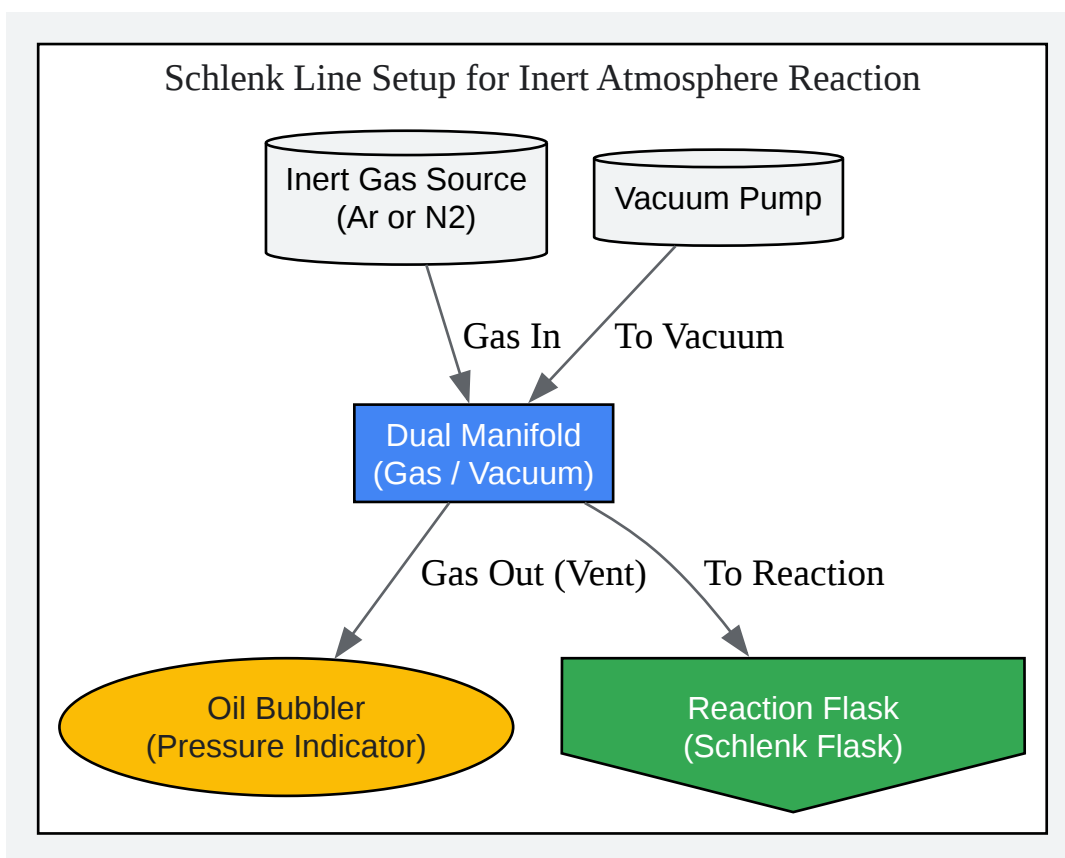 Schlenk Line Setup for Inert Atmosphere Reaction
Inert Gas Source
(Ar or N2)
Vacuum Pump
Gas In
To Vacuum
Dual Manifold
(Gas / Vacuum)
Gas Out (Vent)
To Reaction
Oil Bubbler
(Pressure Indicator)
Reaction Flask
(Schlenk Flask)